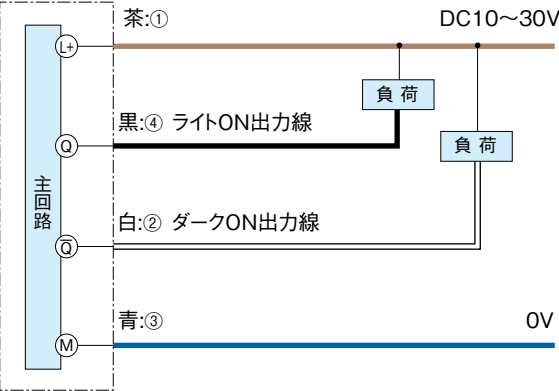 茶:① DC10～30V
L+
負荷
黒:④ ライトON出力線
Q
負荷
主回路
白:② ダークON出力線
Q̅
青:③ 0V
M